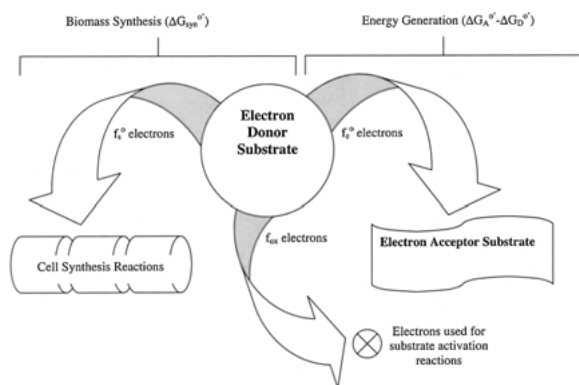 Biomass Synthesis (ΔG_syn^o')
Energy Generation (ΔG_A^o'-ΔG_D^o')
Electron
Donor
Substrate
f_s^o electrons
f_e^o electrons
f_ox electrons
Cell Synthesis Reactions
Electron Acceptor Substrate
Electrons used for
substrate activation
reactions